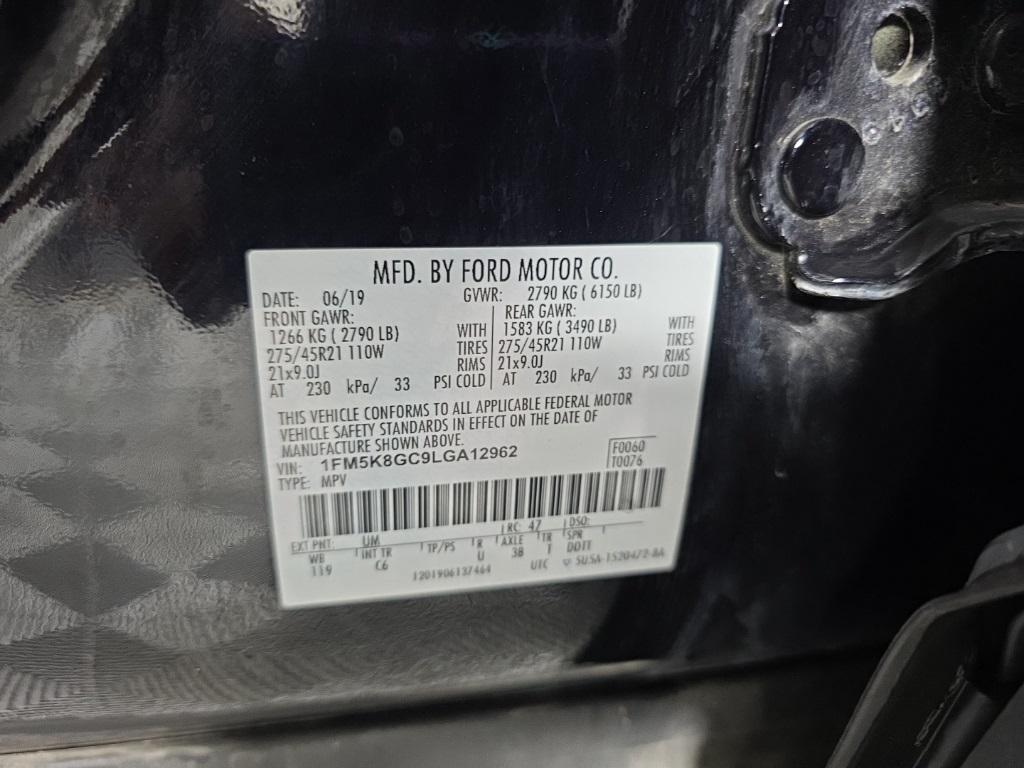 MFD. BY FORD MOTOR CO.
DATE: 06/19 GVWR: 2790 KG ( 6150 LB)
FRONT GAWR: REAR GAWR:
1266 KG ( 2790 LB) WITH 1583 KG ( 3490 LB) WITH
275/45R21 110W TIRES 275/45R21 110W TIRES
21x9.0J RIMS 21x9.0J RIMS
AT 230 kPa/ 33 PSI COLD AT 230 kPa/ 33 PSI COLD
THIS VEHICLE CONFORMS TO ALL APPLICABLE FEDERAL MOTOR
VEHICLE SAFETY STANDARDS IN EFFECT ON THE DATE OF
MANUFACTURE SHOWN ABOVE.
VIN: 1FM5K8GC9LGA12962 F0060
TYPE: MPV T0076
EXT PNT: UM RC: 47 DSO:
WB INT TR TP/PS R AXLE TR SPR
119 C6 U 38 T DDTT
1201906137464 UTC SU5A-1520472-BA